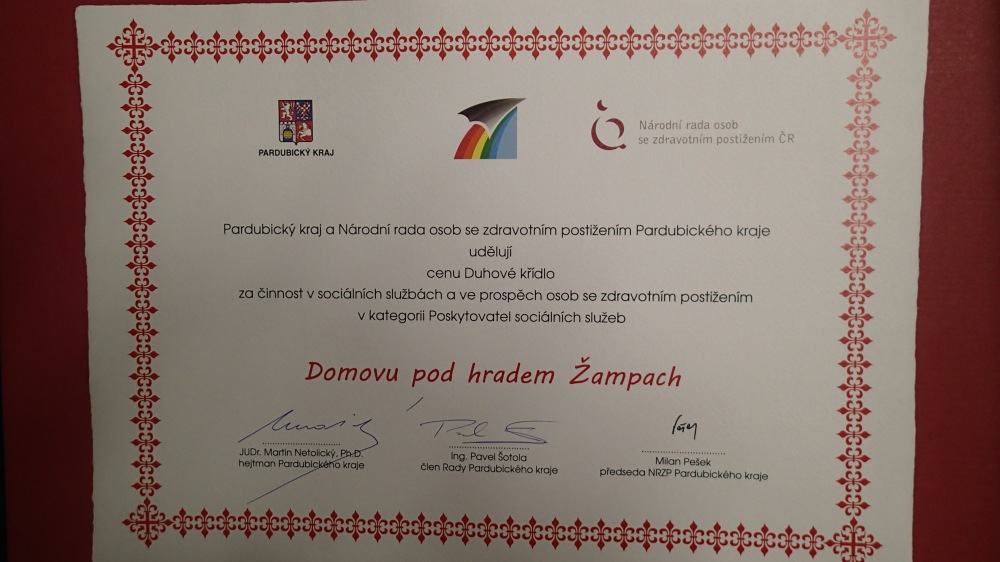 PARDUBICKÝ KRAJ
Národní rada osob
se zdravotním postižením ČR
Pardubický kraj a Národní rada osob se zdravotním postižením Pardubického kraje
udělují
cenu Duhové křídlo
za činnost v sociálních službách a ve prospěch osob se zdravotním postižením
v kategorii Poskytovatel sociálních služeb
Domovu pod hradem Žampach
JUDr. Martin Netolický, Ph.D.
hejtman Pardubického kraje
Ing. Pavel Šotola
člen Rady Pardubického kraje
Milan Pešek
předseda NRZP Pardubického kraje